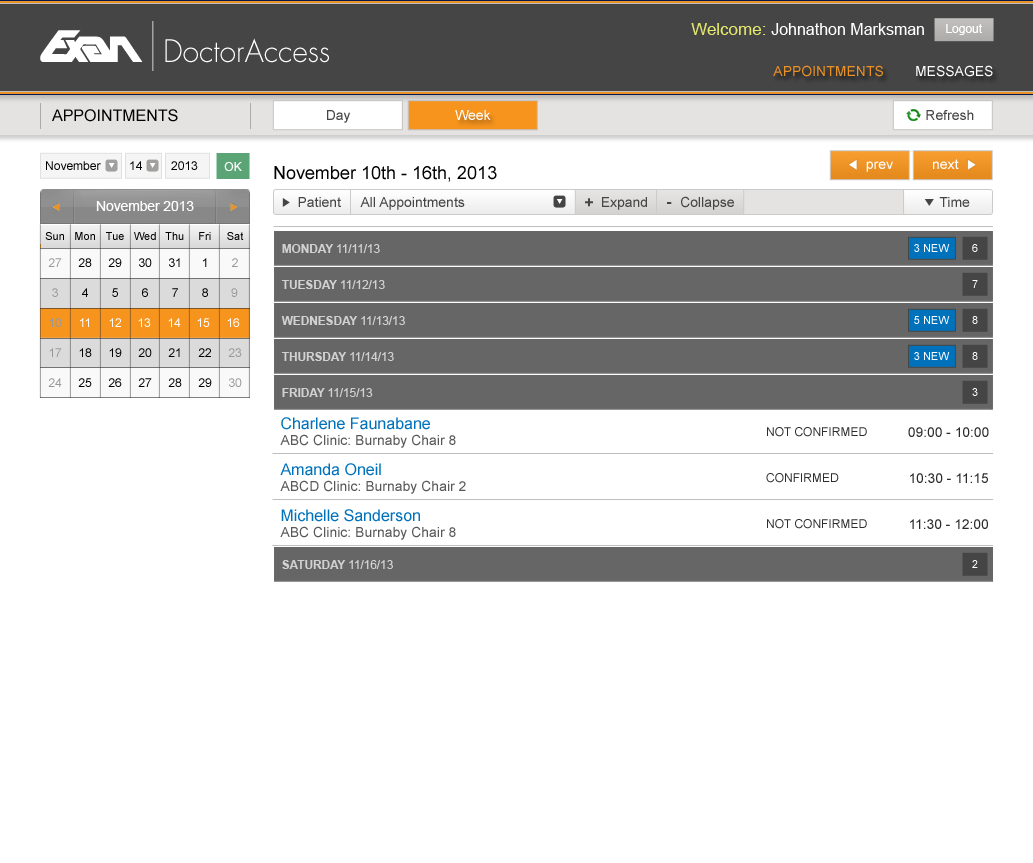 Exan DoctorAccess
Welcome: Johnathon Marksman Logout
APPOINTMENTS MESSAGES
APPOINTMENTS Day Week Refresh
November 14 2013 OK
November 2013
Sun Mon Tue Wed Thu Fri Sat
27 28 29 30 31 1 2
3 4 5 6 7 8 9
10 11 12 13 14 15 16
17 18 19 20 21 22 23
24 25 26 27 28 29 30
November 10th - 16th, 2013 prev next
Patient All Appointments + Expand - Collapse Time
MONDAY 11/11/13 3 NEW 6
TUESDAY 11/12/13 7
WEDNESDAY 11/13/13 5 NEW 8
THURSDAY 11/14/13 3 NEW 8
FRIDAY 11/15/13 3
Charlene Faunabane
ABC Clinic: Burnaby Chair 8 NOT CONFIRMED 09:00 - 10:00
Amanda Oneil
ABCD Clinic: Burnaby Chair 2 CONFIRMED 10:30 - 11:15
Michelle Sanderson
ABC Clinic: Burnaby Chair 8 NOT CONFIRMED 11:30 - 12:00
SATURDAY 11/16/13 2